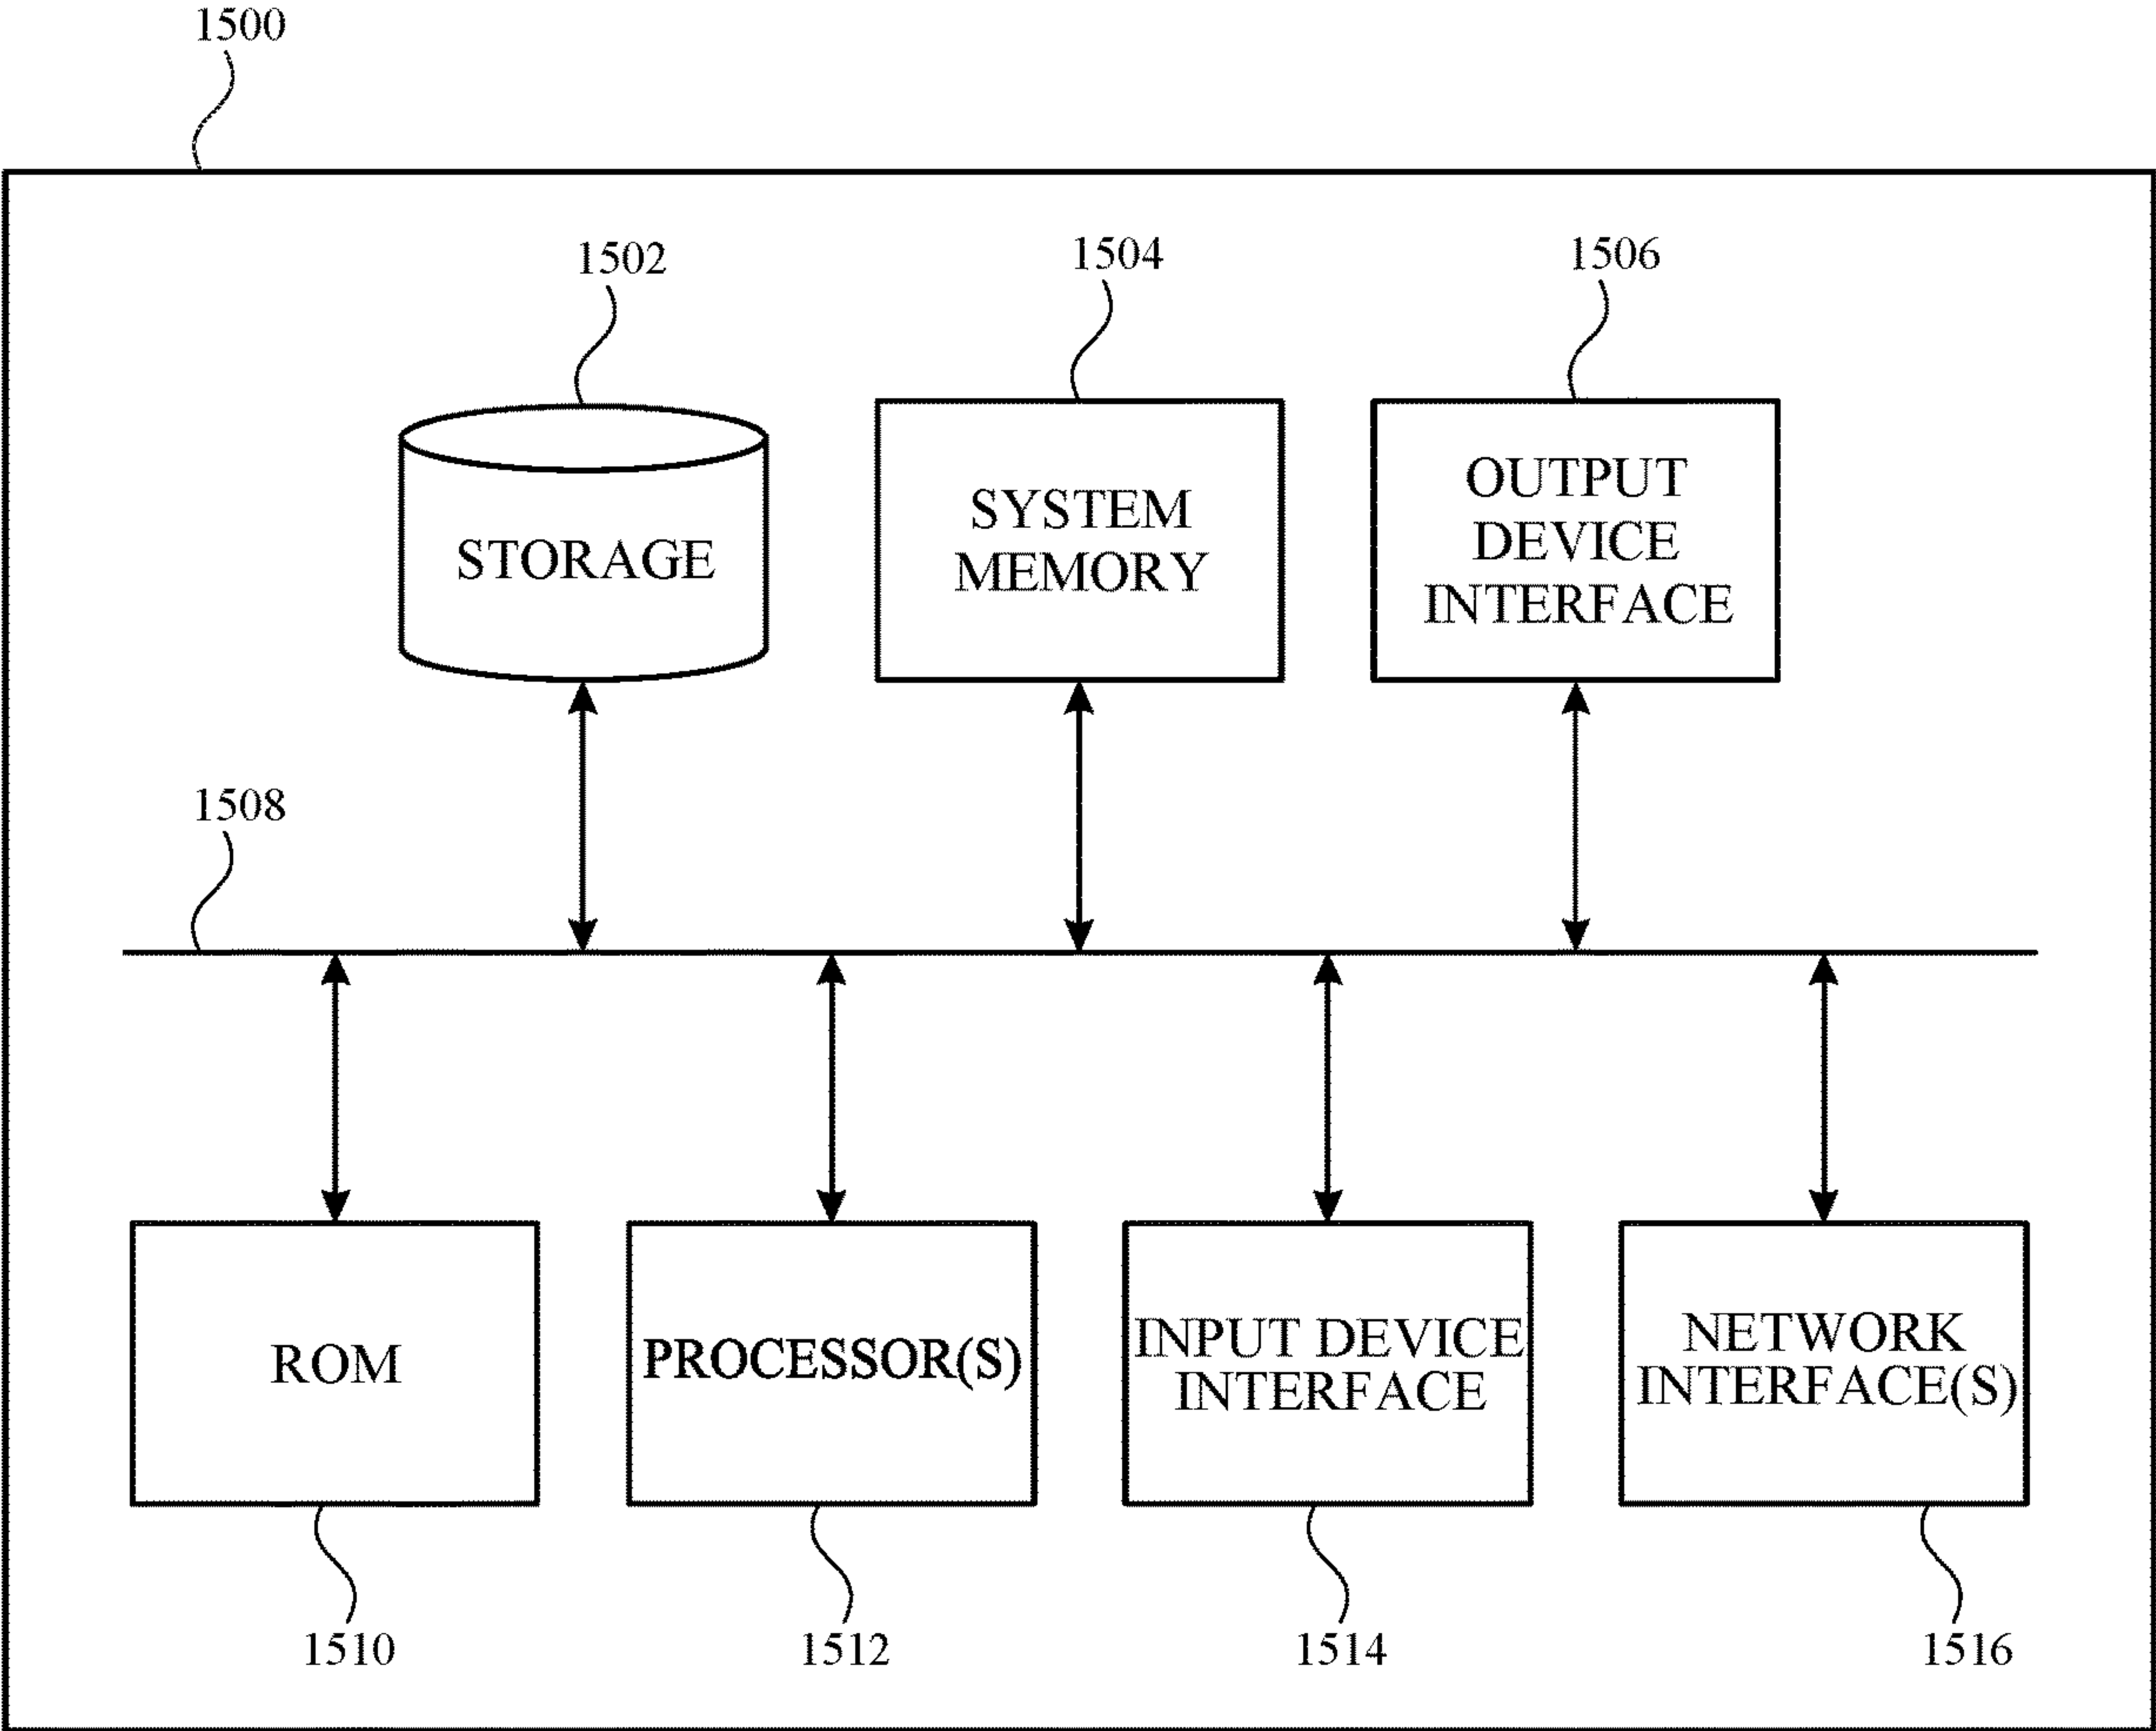 1500
1502
1504
1506
STORAGE
SYSTEM
MEMORY
OUTPUT
DEVICE
INTERFACE
1508
ROM
PROCESSOR(S)
INPUT DEVICE
INTERFACE
NETWORK
INTERFACE(S)
1510
1512
1514
1516